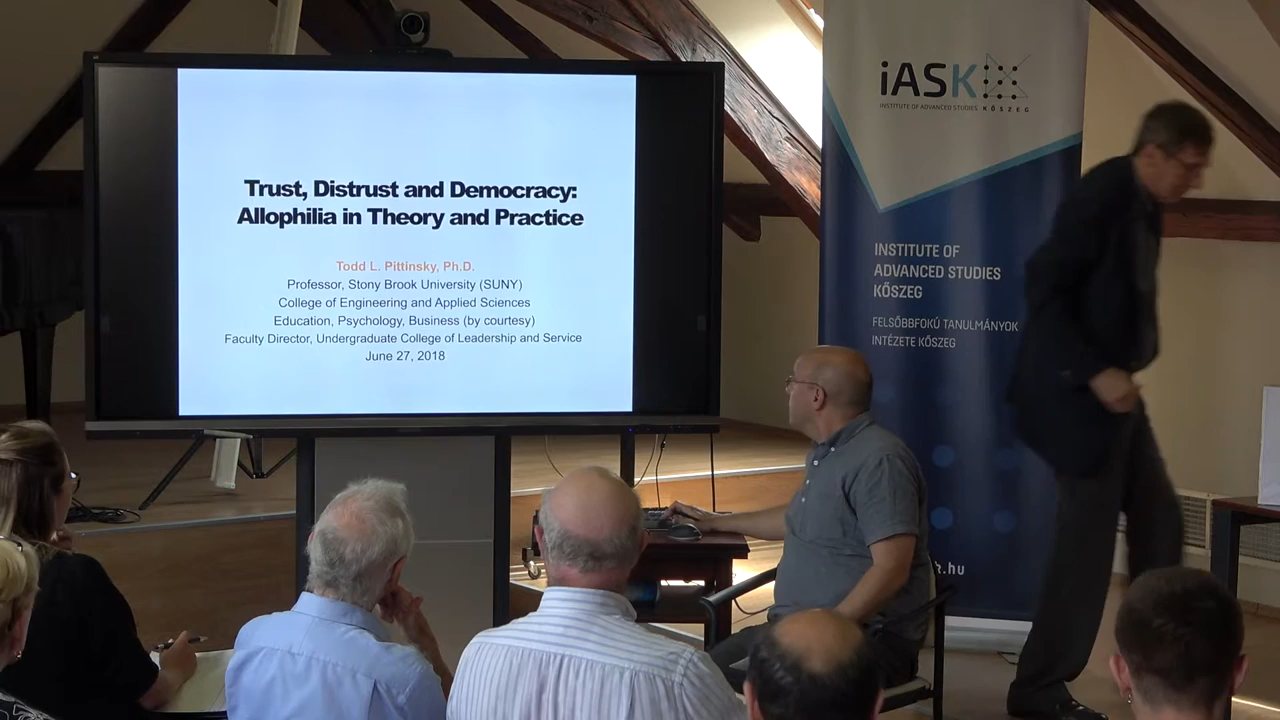 Trust, Distrust and Democracy:
Allophilia in Theory and Practice
Todd L. Pittinsky, Ph.D.
Professor, Stony Brook University (SUNY)
College of Engineering and Applied Sciences
Education, Psychology, Business (by courtesy)
Faculty Director, Undergraduate College of Leadership and Service
June 27, 2018
iASK
INSTITUTE OF ADVANCED STUDIES KŐSZEG
INSTITUTE OF
ADVANCED STUDIES
KŐSZEG
FELSŐBBFOKÚ TANULMÁNYOK
INTÉZETE KŐSZEG
.hu